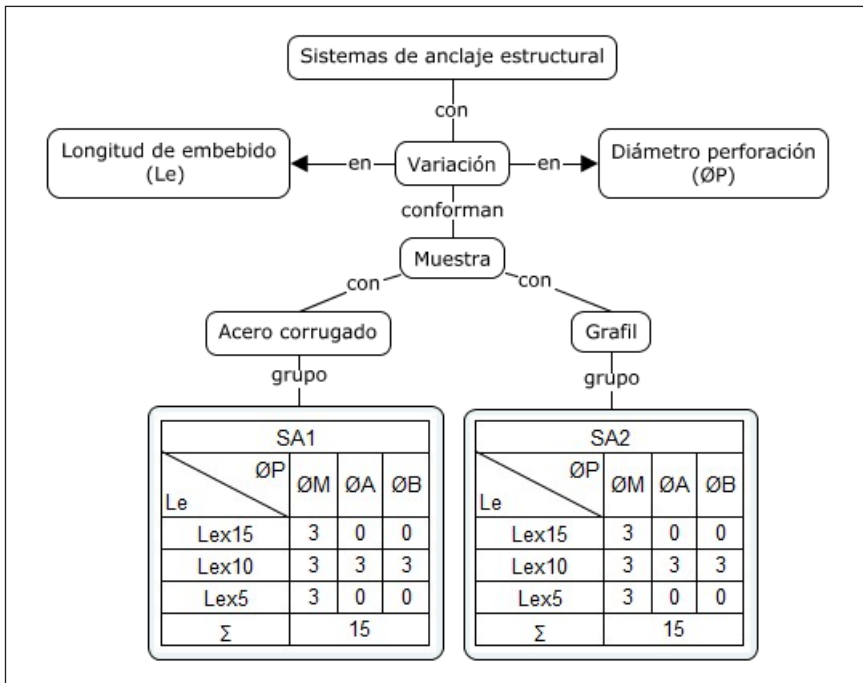 Sistemas de anclaje estructural
con
Longitud de embebido
(Le)
en
Variación
en
Diámetro perforación
(ØP)
conforman
Muestra
con
con
Acero corrugado
Grafil
grupo
grupo
SA1
ØP
Le
ØM ØA ØB
Lex15 3 0 0
Lex10 3 3 3
Lex5 3 0 0
Σ 15
SA2
ØP
Le
ØM ØA ØB
Lex15 3 0 0
Lex10 3 3 3
Lex5 3 0 0
Σ 15